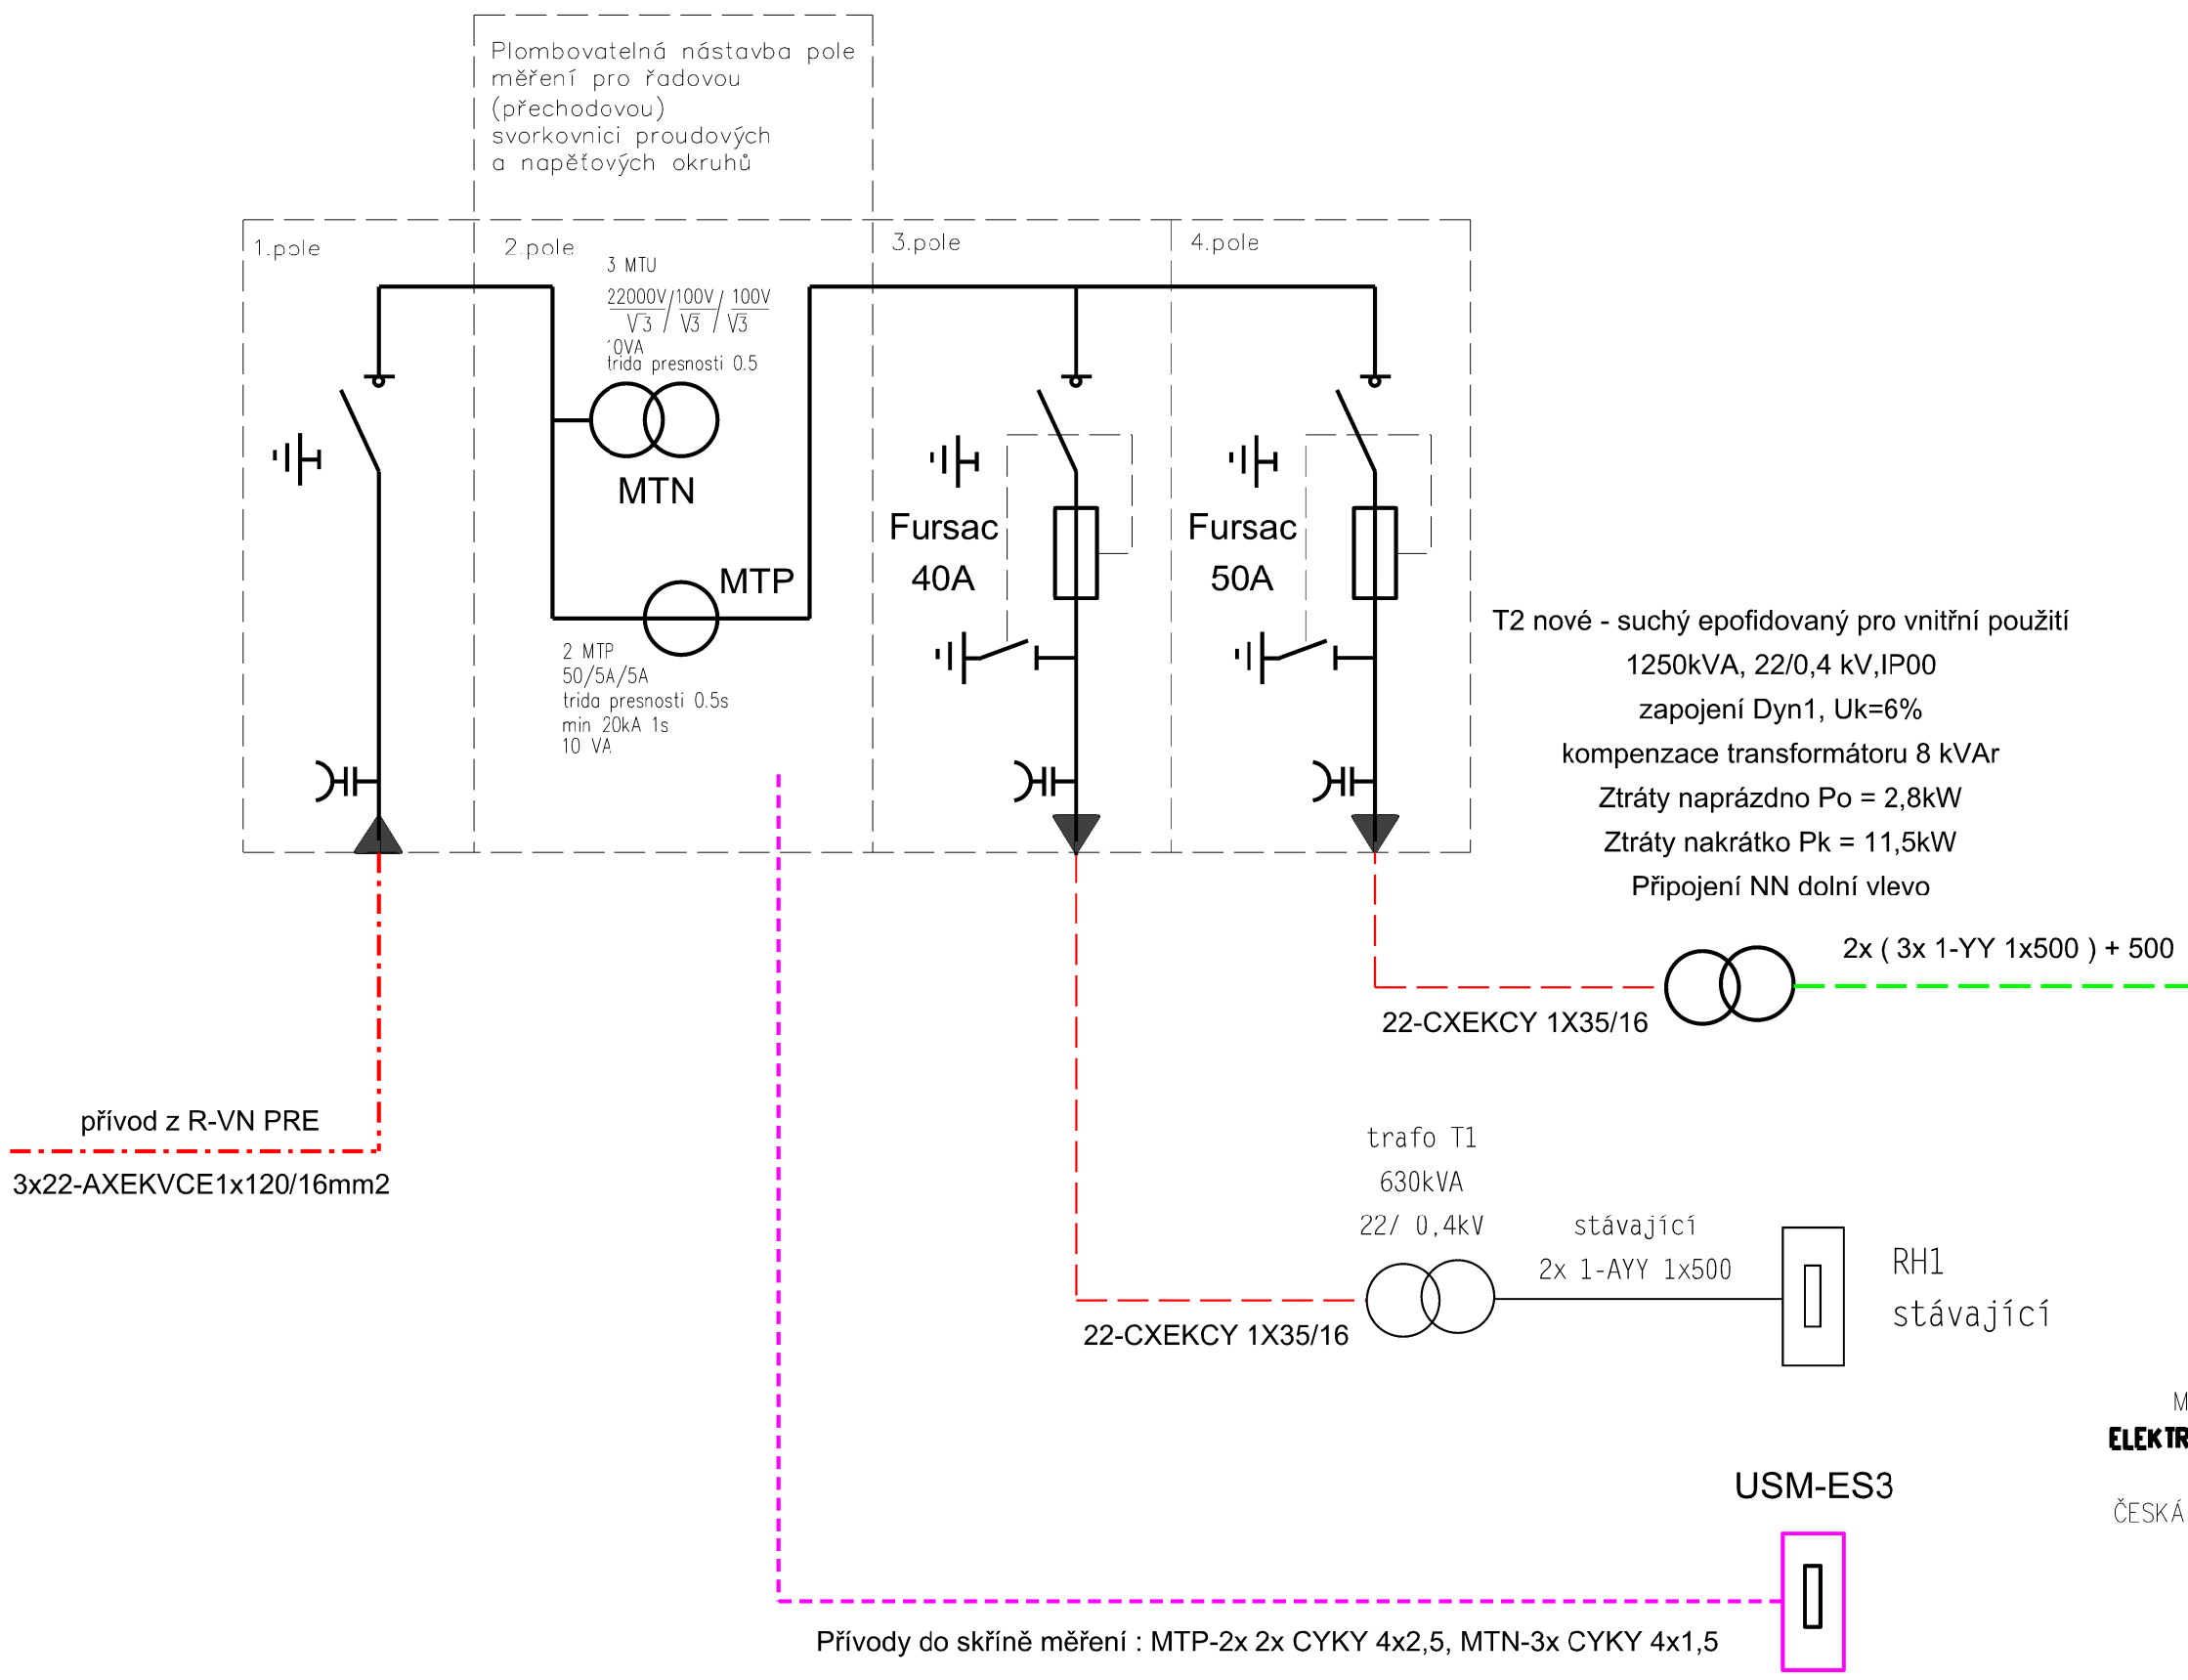 Plombovatelná nástavba pole
měření pro řadovou
(přechodovou)
svorkovnici proudových
a napěťových okruhů
1.pole
2.pole
3.pole
4.pole
3 MTU
22000V/100V/100V
√3 / √3 / √3
10VA
trida presnosti 0.5
MTN
MTP
2 MTP
50/5A/5A
trida presnosti 0.5s
min 20kA 1s
10 VA
Fursac
40A
Fursac
50A
T2 nové - suchý epofidovaný pro vnitřní použití
1250kVA, 22/0,4 kV,IP00
zapojení Dyn1, Uk=6%
kompenzace transformátoru 8 kVAr
Ztráty naprázdno Po = 2,8kW
Ztráty nakrátko Pk = 11,5kW
Připojení NN dolní vlevo
2x ( 3x 1-YY 1x500 ) + 500
22-CXEKCY 1X35/16
přívod z R-VN PRE
3x22-AXEKVCE1x120/16mm2
trafo T1
630kVA
22/ 0,4kV
stávající
2x 1-AYY 1x500
22-CXEKCY 1X35/16
RH1
stávající
M
ELEKTR
USM-ES3
ČESKÁ
Přívody do skříně měření : MTP-2x 2x CYKY 4x2,5, MTN-3x CYKY 4x1,5